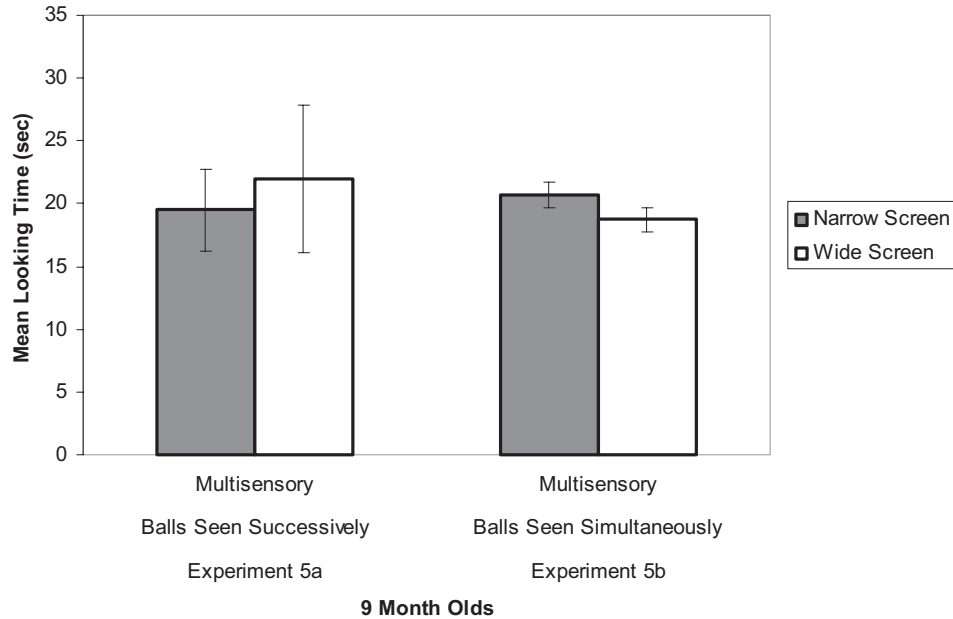 35
30
25
20
15
10
5
0
Mean Looking Time (sec)
Narrow Screen
Wide Screen
Multisensory
Balls Seen Successively
Experiment 5a
Multisensory
Balls Seen Simultaneously
Experiment 5b
9 Month Olds